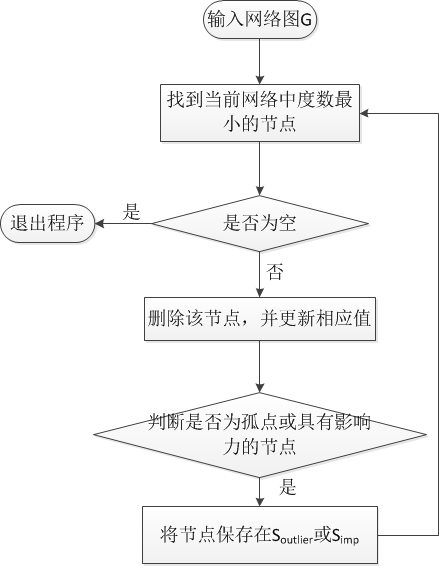 输入网络图G
找到当前网络中度数最
小的节点
是否为空
是
退出程序
否
删除该节点，并更新相应值
判断是否为孤点或具有影响
力的节点
是
将节点保存在Soutlier或Simp